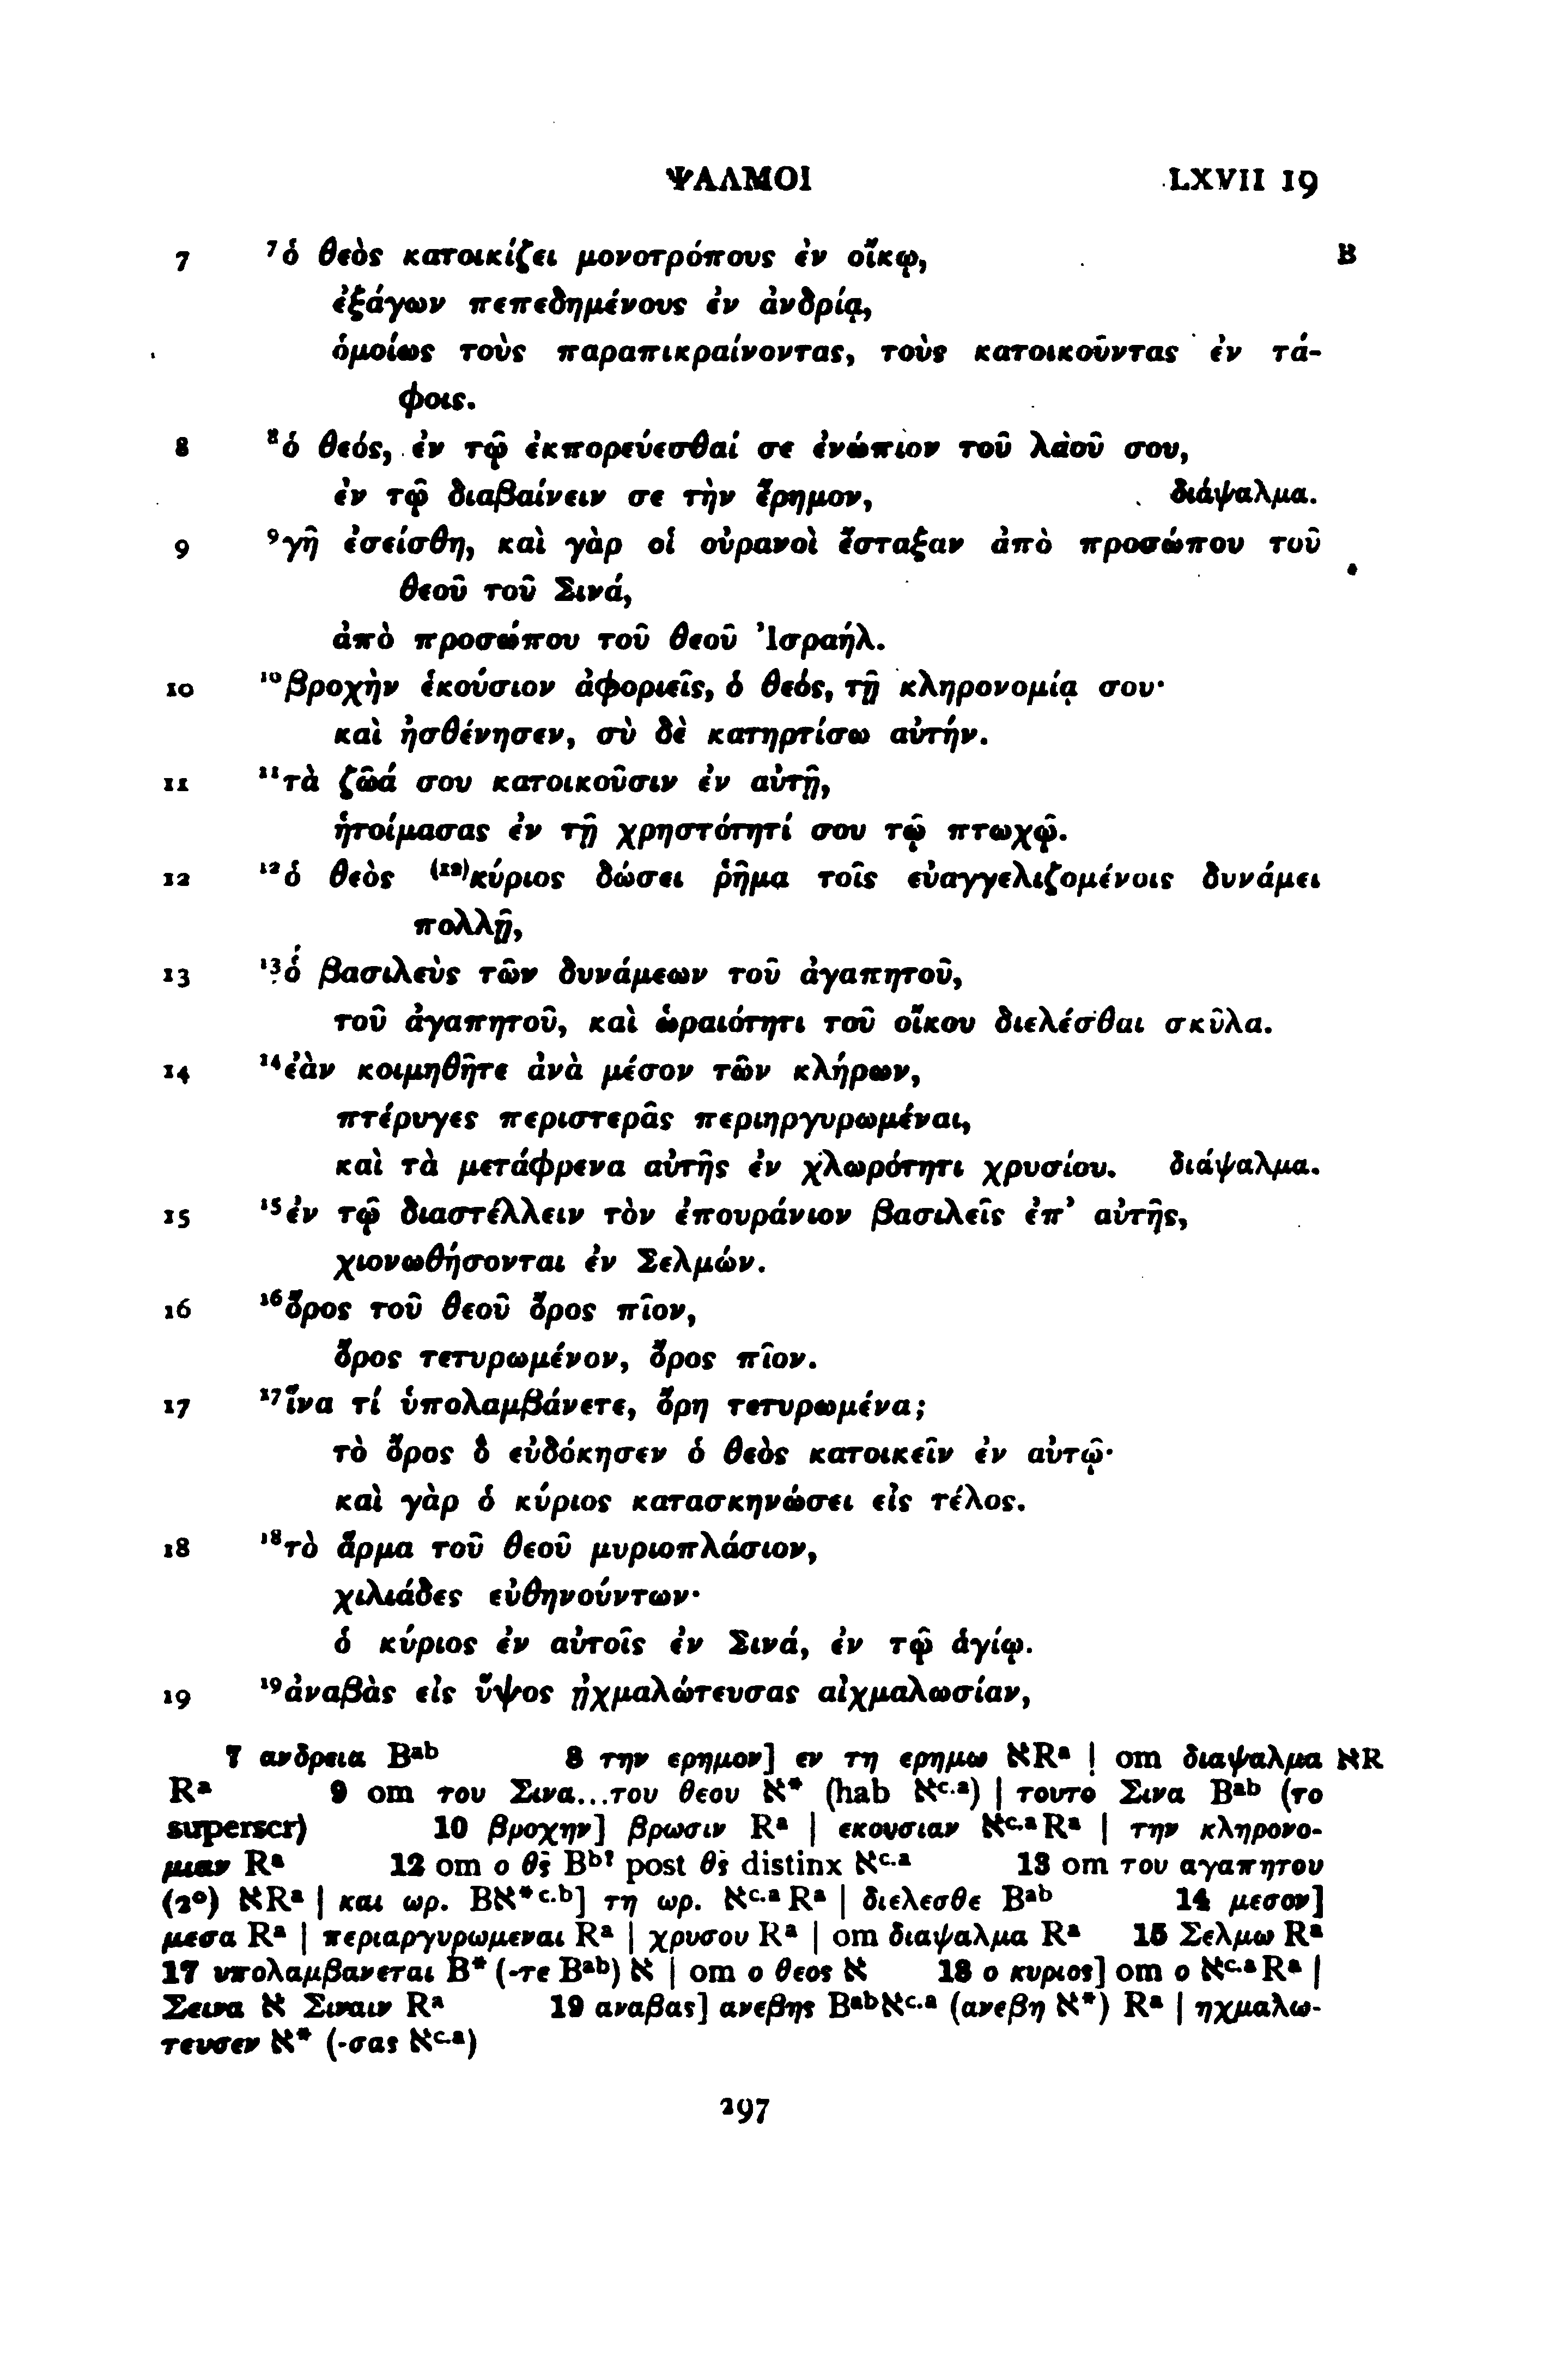 ΨΑΛΜΟΙ LXVII 19
7 ⁷ὁ θεὸς κατοικίζει μονοτρόπους ἐν οἴκῳ, B
ἐξάγων πεπεδημένους ἐν ἀνδρίᾳ,
ὁμοίως τοὺς παραπικραίνοντας, τοὺς κατοικοῦντας ἐν τά-
φοις.
8 ⁸ὁ θεός, ἐν τῷ ἐκπορεύεσθαί σε ἐνώπιον τοῦ λαοῦ σου,
ἐν τῷ διαβαίνειν σε τὴν ἔρημον, διάψαλμα.
9 ⁹γῆ ἐσείσθη, καὶ γὰρ οἱ οὐρανοὶ ἔσταξαν ἀπὸ προσώπου τοῦ
θεοῦ τοῦ Σινά,
ἀπὸ προσώπου τοῦ θεοῦ Ἰσραήλ.
10 ¹⁰βροχὴν ἑκούσιον ἀφοριεῖς, ὁ θεός, τῇ κληρονομίᾳ σου·
καὶ ἠσθένησεν, σὺ δὲ κατηρτίσω αὐτήν.
11 ¹¹τὰ ζῶά σου κατοικοῦσιν ἐν αὐτῇ,
ἡτοίμασας ἐν τῇ χρηστότητί σου τῷ πτωχῷ.
12 ¹²ὁ θεὸς ⁽¹²⁾κύριος δώσει ῥῆμα τοῖς εὐαγγελιζομένοις δυνάμει
πολλῇ,
13 ¹³ὁ βασιλεὺς τῶν δυνάμεων τοῦ ἀγαπητοῦ,
τοῦ ἀγαπητοῦ, καὶ ὡραιότητι τοῦ οἴκου διελέσθαι σκῦλα.
14 ¹⁴ἐὰν κοιμηθῆτε ἀνὰ μέσον τῶν κλήρων,
πτέρυγες περιστερᾶς περιηργυρωμέναι,
καὶ τὰ μετάφρενα αὐτῆς ἐν χλωρότητι χρυσίου. διάψαλμα.
15 ¹⁵ἐν τῷ διαστέλλειν τὸν ἐπουράνιον βασιλεῖς ἐπ’ αὐτῆς,
χιονωθήσονται ἐν Σελμών.
16 ¹⁶ὄρος τοῦ θεοῦ ὄρος πῖον,
ὄρος τετυρωμένον, ὄρος πῖον.
17 ¹⁷ἵνα τί ὑπολαμβάνετε, ὄρη τετυρωμένα;
τὸ ὄρος ὃ εὐδόκησεν ὁ θεὸς κατοικεῖν ἐν αὐτῷ·
καὶ γὰρ ὁ κύριος κατασκηνώσει εἰς τέλος.
18 ¹⁸τὸ ἅρμα τοῦ θεοῦ μυριοπλάσιον,
χιλιάδες εὐθηνούντων·
ὁ κύριος ἐν αὐτοῖς ἐν Σινά, ἐν τῷ ἁγίῳ.
19 ¹⁹ἀναβὰς εἰς ὕψος ᾐχμαλώτευσας αἰχμαλωσίαν,
7 ανδρεια Bᵃᵇ 8 την ερημον] εν τη ερημω ℵRᵃ | om διαψαλμα ℵR
Rᵃ 9 om του Σινα...του θεου ℵ* (hab ℵᶜ·ᵃ) | τουτο Σινα Bᵃᵇ (το
superscr) 10 βροχην] βρωσιν Rᵃ | εκουσιαν ℵᶜ·ᵃRᵃ | την κληρονο-
μιαν Rᵃ 12 om ο θς̄ Bᵇ? post θς̄ distinx ℵᶜ·ᵃ 13 om του αγαπητου
(2°) ℵRᵃ | και ωρ. Bℵ*ᶜ·ᵇ] τη ωρ. ℵᶜ·ᵃRᵃ | διελεσθε Bᵃᵇ 14 μεσον]
μεσα Rᵃ | περιαργυρωμεναι Rᵃ | χρυσου Rᵃ | om διαψαλμα Rᵃ 15 Σελμω Rᵃ
17 υπολαμβανεται B* (-τε Bᵃᵇ) ℵ | om ο θεος ℵ 18 ο κυριος] om ο ℵᶜ·ᵃRᵃ |
Σεινα ℵ Σιναιν Rᵃ 19 αναβας] ανεβης Bᵃᵇℵᶜ·ᵃ (ανεβη ℵ*) Rᵃ | ηχμαλω-
τευσεν ℵ* (-σας ℵᶜ·ᵃ)
297